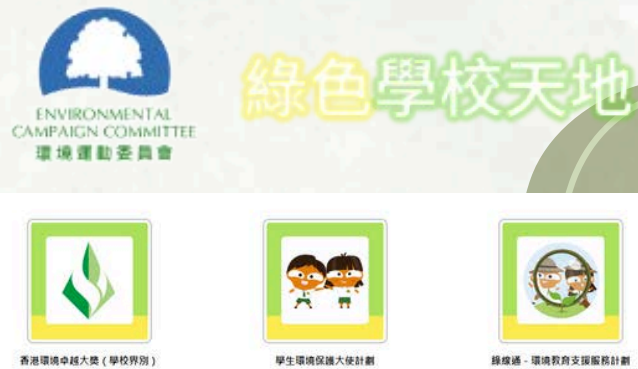 ENVIRONMENTAL
CAMPAIGN COMMITTEE
環境運動委員會
綠色學校天地
香港環境卓越大獎（學校界別）
學生環境保護大使計劃
綠綠通 - 環境教育支援服務計劃